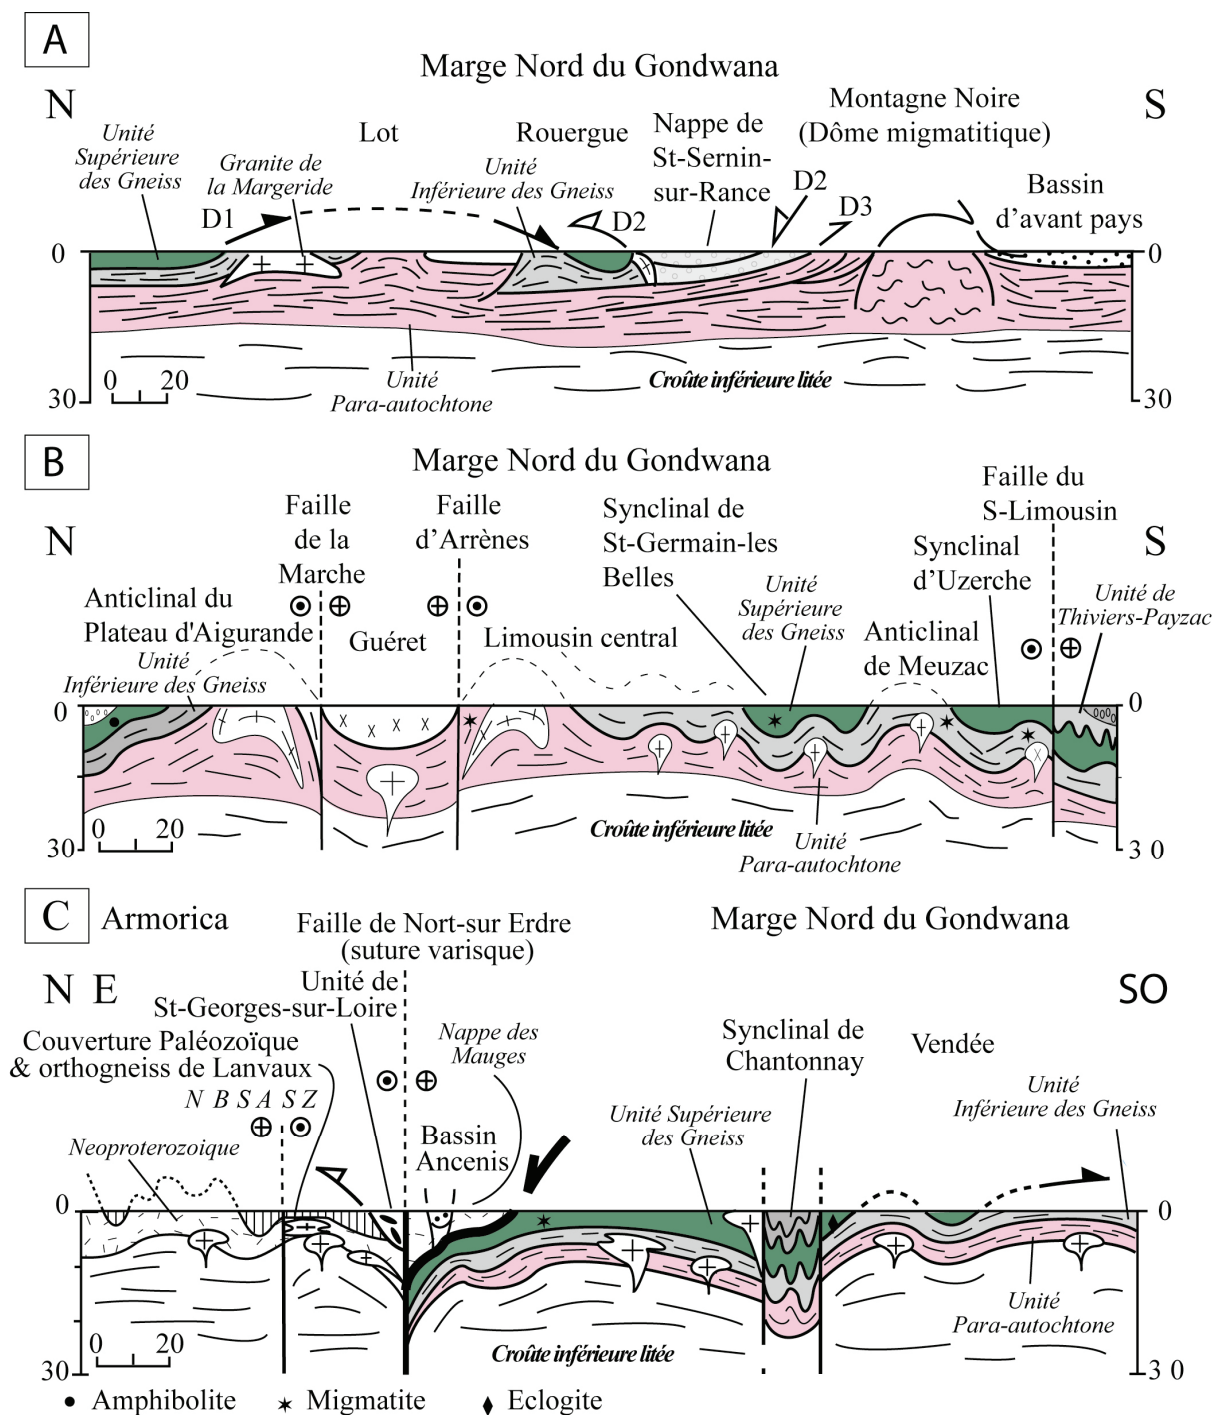 A
Marge Nord du Gondwana
N
S
Unité
Supérieure
des Gneiss
Granite de
la Margeride
Lot
Rouergue
Unité
Inférieure des Gneiss
Nappe de
St-Sernin-
sur-Rance
Montagne Noire
(Dôme migmatitique)
Bassin
d'avant pays
D1
D2
D2
D3
0
0
0 20
30
30
Unité
Para-autochtone
Croûte inférieure litée
B
Marge Nord du Gondwana
N
S
Faille
de la
Marche
Faille
d'Arrènes
Synclinal de
St-Germain-les
Belles
Faille du
S-Limousin
Synclinal
d'Uzerche
Anticlinal du
Plateau d'Aigurande
Unité
Inférieure des Gneiss
Guéret
Limousin central
Unité
Supérieure
des Gneiss
Anticlinal
de Meuzac
Unité de
Thiviers-Payzac
0
0
0 20
30
3 0
Croûte inférieure litée
Unité
Para-autochtone
C
Armorica
Faille de Nort-sur Erdre
(suture varisque)
Marge Nord du Gondwana
N E
SO
Unité de
St-Georges-sur-Loire
Couverture Paléozoïque
& orthogneiss de Lanvaux
N B S A S Z
Neoproterozoique
Nappe des
Mauges
Bassin
Ancenis
Unité Supérieure
des Gneiss
Synclinal de
Chantonnay
Vendée
Unité
Inférieure des Gneiss
0
0
0 20
30
3 0
Croûte inférieure litée
Unité
Para-autochtone
Amphibolite
Migmatite
Eclogite